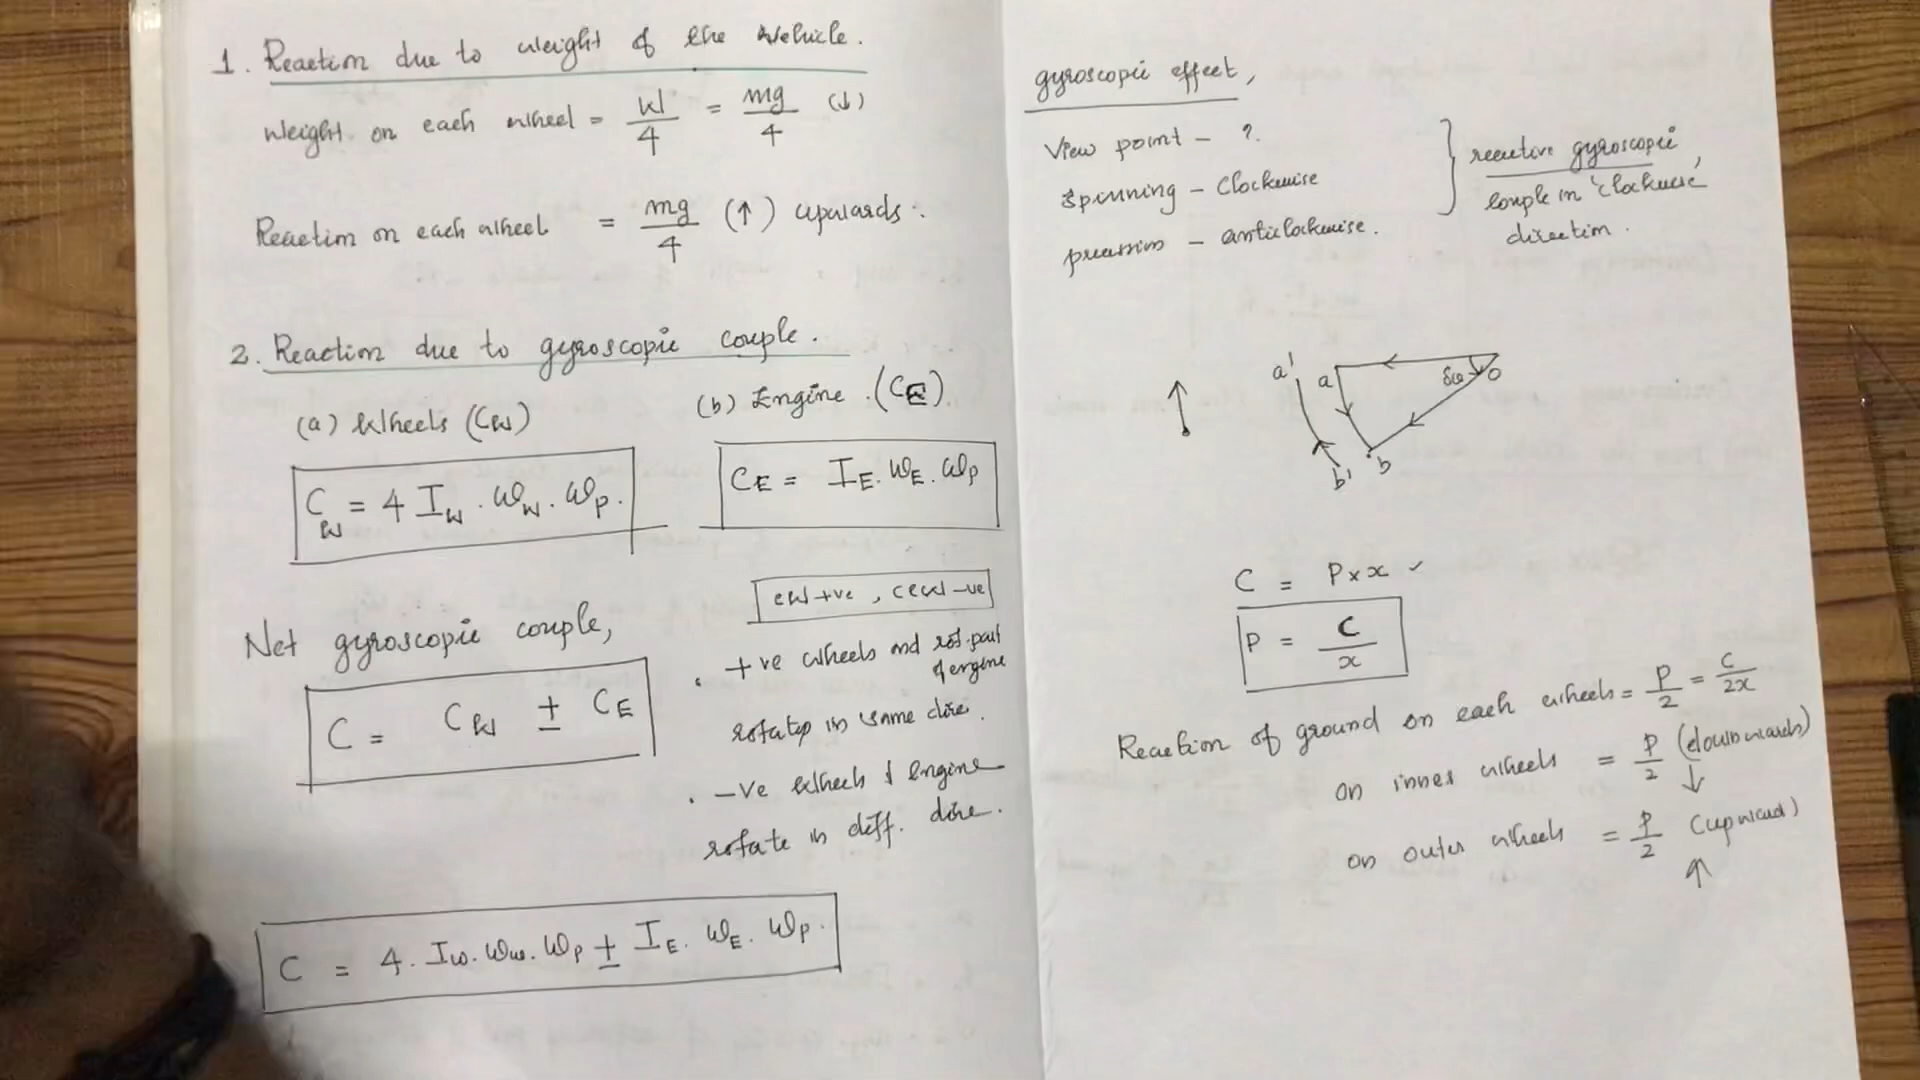 1. Reaction due to weight of the vehicle.
Weight on each wheel = W/4 = mg/4 (↓)
Reaction on each wheel = mg/4 (↑) upwards.
2. Reaction due to gyroscopic couple.
(a) Wheels (CW)
(b) Engine (CE).
CW = 4 IW . ωW . ωP.
CE = IE . ωE . ωP
cw +ve , ccw -ve
Net gyroscopic couple,
C = CW ± CE
+ve wheels and rot. part
of engine
rotates in same dire.
-ve wheels & engine
rotate in diff. dire.
C = 4. Iw. ωw. ωP ± IE. ωE. ωP.
gyroscopic effect,
View point - ?
Spinning - Clockwise
precession - anticlockwise.
reactive gyroscopic
couple in 'clockwise'
direction.
a' a δθ o
b' b
C = P × x ✓
P = C/x
Reaction of ground on each wheels = P/2 = C/2x
on inner wheels = P/2 (downwards) ↓
on outer wheels = P/2 (upward) ↑